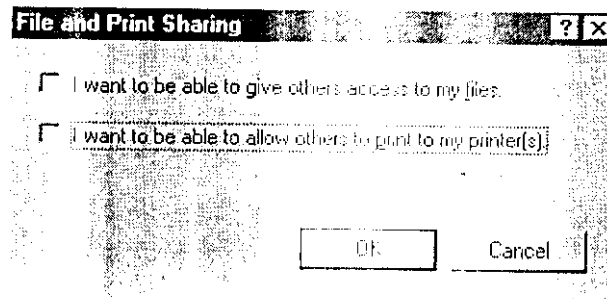 File and Print Sharing
I want to be able to give others access to my files.
I want to be able to allow others to print to my printer(s).
OK
Cancel